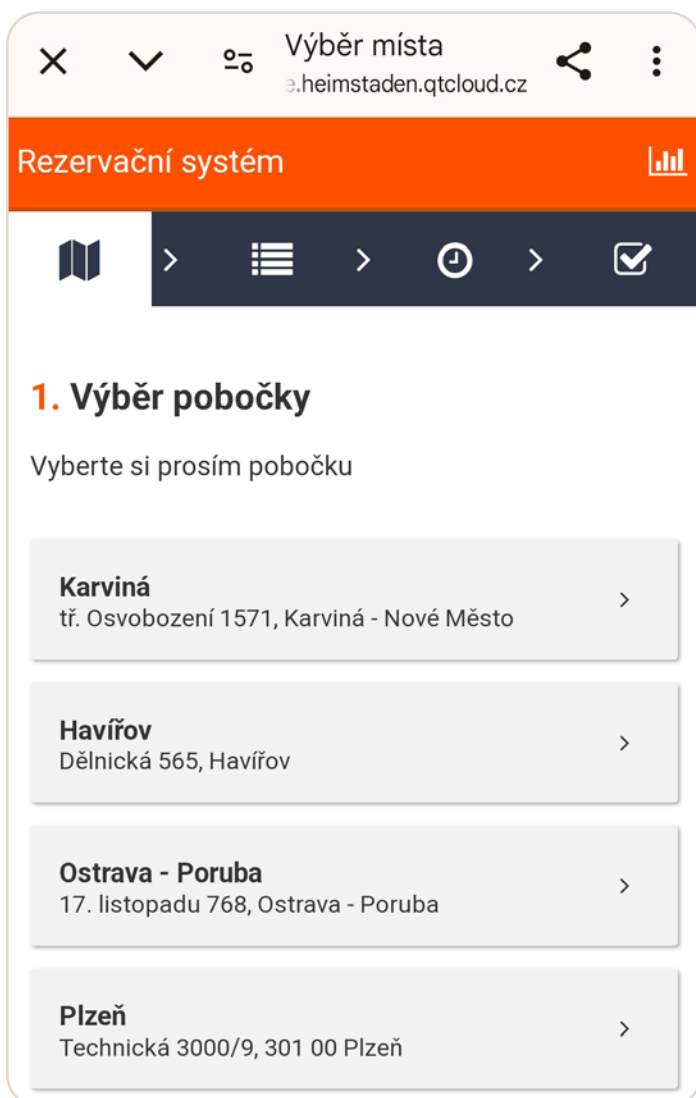 Výběr místa
e.heimstaden.qtcloud.cz
Rezervační systém
1. Výběr pobočky
Vyberte si prosím pobočku
Karviná
tř. Osvobození 1571, Karviná - Nové Město
Havířov
Dělnická 565, Havířov
Ostrava - Poruba
17. listopadu 768, Ostrava - Poruba
Plzeň
Technická 3000/9, 301 00 Plzeň